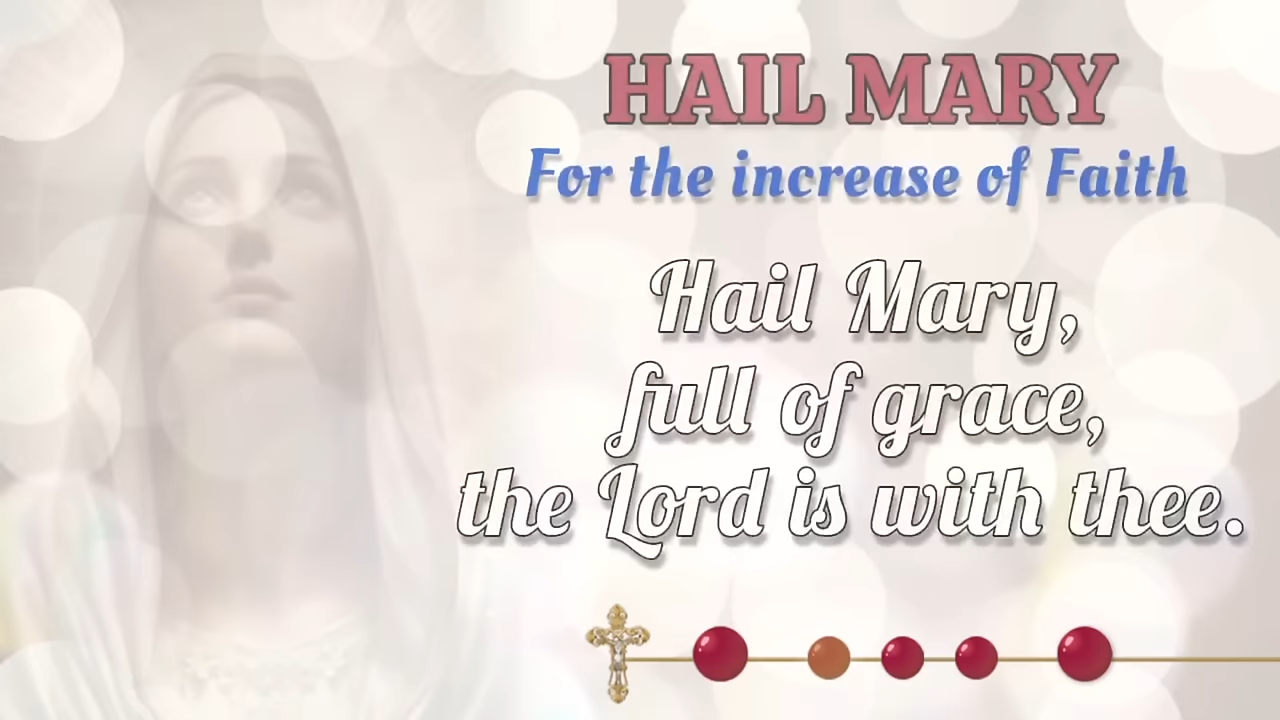 HAIL MARY
For the increase of Faith
Hail Mary,
full of grace,
the Lord is with thee.